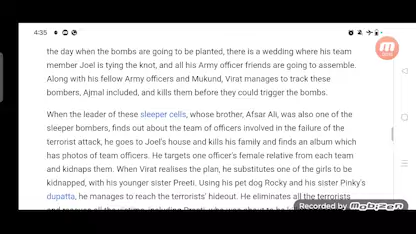 4:35
the day when the bombs are going to be planted, there is a wedding where his team
member Joel is tying the knot, and all his Army officer friends are going to assemble.
Along with his fellow Army officers and Mukund, Virat manages to track these
bombers, Ajmal included, and kills them before they could trigger the bombs.
When the leader of these sleeper cells, whose brother, Afsar Ali, was also one of the
sleeper bombers, finds out about the team of officers involved in the failure of the
terrorist attack, he goes to Joel's house and kills his family and finds an album which
has photos of team officers. He targets one officer's female relative from each team
and kidnaps them. When Virat realises the plan, he substitutes one of the girls to be
kidnapped, with his younger sister Preeti. Using his pet dog Rocky and his sister Pinky's
dupatta, he manages to reach the terrorists' hideout. He eliminates all the terrorists
Recorded by Mobizen